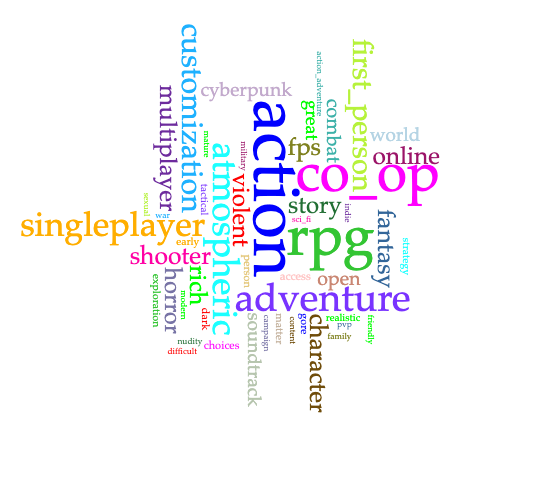 customization
first_person
action_adventure
cyberpunk
multiplayer
action
great
combat
world
mature
fps
online
military
co_op
atmospheric
violent
tactical
sexual
war
story
indie
sci_fi
fantasy
singleplayer
rpg
early
strategy
shooter
person
horror
rich
access
open
exploration
modern
adventure
dark
soundtrack
campaign
matter
content
gore
character
realistic
pvp
friendly
family
nudity
choices
difficult